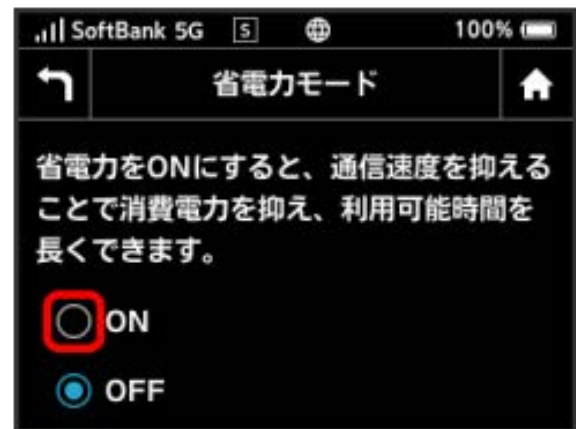 SoftBank 5G S 100%
省電力モード
省電力をONにすると、通信速度を抑える
ことで消費電力を抑え、利用可能時間を
長くできます。
ON
OFF